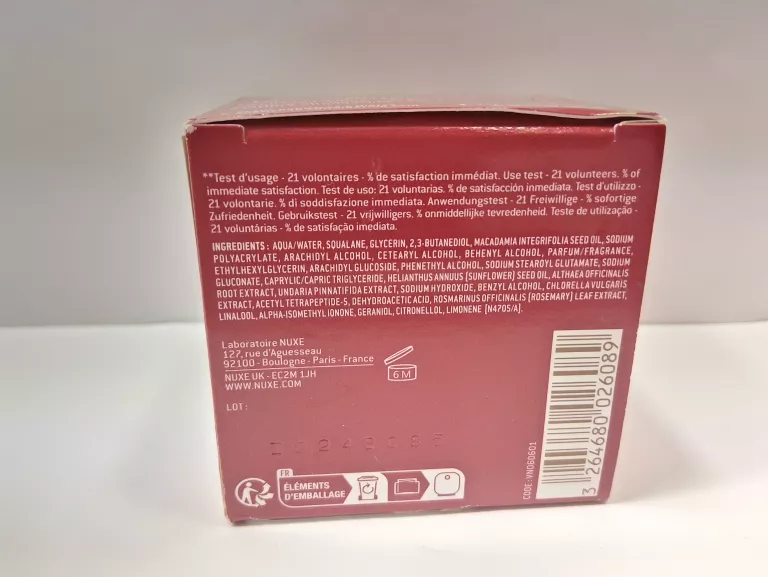 **Test d'usage - 21 volontaires - % de satisfaction immédiat. Use test - 21 volunteers. % of
immediate satisfaction. Test de uso: 21 voluntarias. % de satisfacción inmediata. Test d'utilizzo -
21 volontarie. % di soddisfazione immediata. Anwendungstest - 21 Freiwillige - % sofortige
Zufriedenheit. Gebruikstest - 21 vrijwilligers. % onmiddellijke tevredenheid. Teste de utilização -
21 voluntárias - % de satisfação imediata.
INGREDIENTS : AQUA/WATER, SQUALANE, GLYCERIN, 2,3-BUTANEDIOL, MACADAMIA INTEGRIFOLIA SEED OIL, SODIUM
POLYACRYLATE, ARACHIDYL ALCOHOL, CETEARYL ALCOHOL, BEHENYL ALCOHOL, PARFUM/FRAGRANCE,
ETHYLHEXYLGLYCERIN, ARACHIDYL GLUCOSIDE, PHENETHYL ALCOHOL, SODIUM STEAROYL GLUTAMATE, SODIUM
GLUCONATE, CAPRYLIC/CAPRIC TRIGLYCERIDE, HELIANTHUS ANNUUS (SUNFLOWER) SEED OIL, ALTHAEA OFFICINALIS
ROOT EXTRACT, UNDARIA PINNATIFIDA EXTRACT, SODIUM HYDROXIDE, BENZYL ALCOHOL, CHLORELLA VULGARIS
EXTRACT, ACETYL TETRAPEPTIDE-5, DEHYDROACETIC ACID, ROSMARINUS OFFICINALIS (ROSEMARY) LEAF EXTRACT,
LINALOOL, ALPHA-ISOMETHYL IONONE, GERANIOL, CITRONELLOL, LIMONENE [N4705/A].
Laboratoire NUXE
127, rue d'Aguesseau
92100 - Boulogne - Paris - France
NUXE UK - EC2M 1JH
WWW.NUXE.COM
6 M
LOT :
FR
ÉLÉMENTS
D'EMBALLAGE
CODE : VN060601
3 264680 026089